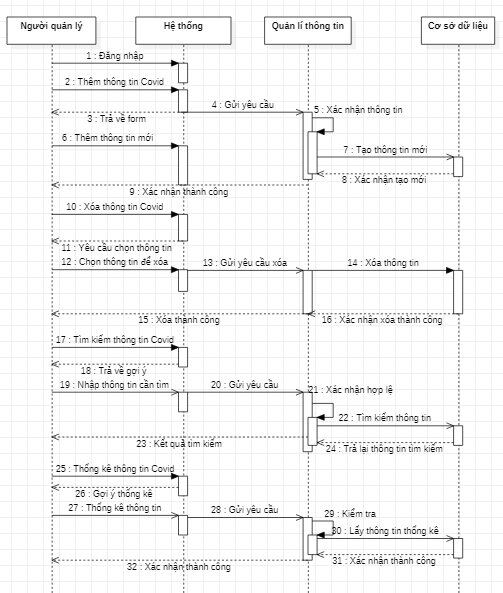 Người quản lý
Hệ thống
Quản lí thông tin
Cơ sở dữ liệu
1 : Đăng nhập
2 : Thêm thông tin Covid
3 : Trả về form
4 : Gửi yêu cầu
5 : Xác nhận thông tin
6 : Thêm thông tin mới
7 : Tạo thông tin mới
8 : Xác nhận tạo mới
9 : Xác nhận thành công
10 : Xóa thông tin Covid
11 : Yêu cầu chọn thông tin
12 : Chọn thông tin để xóa
13 : Gửi yêu cầu xóa
14 : Xóa thông tin
15 : Xóa thành công
16 : Xác nhận xóa thành công
17 : Tìm kiếm thông tin Covid
18 : Trả về gợi ý
19 : Nhập thông tin cần tìm
20 : Gửi yêu cầu
21 : Xác nhận hợp lệ
22 : Tìm kiếm thông tin
23 : Kết quả tìm kiếm
24 : Trả lại thông tin tìm kiếm
25 : Thống kê thông tin Covid
26 : Gợi ý thống kê
27 : Thống kê thông tin
28 : Gửi yêu cầu
29 : Kiểm tra
30 : Lấy thông tin thống kê
31 : Xác nhận thành công
32 : Xác nhận thành công